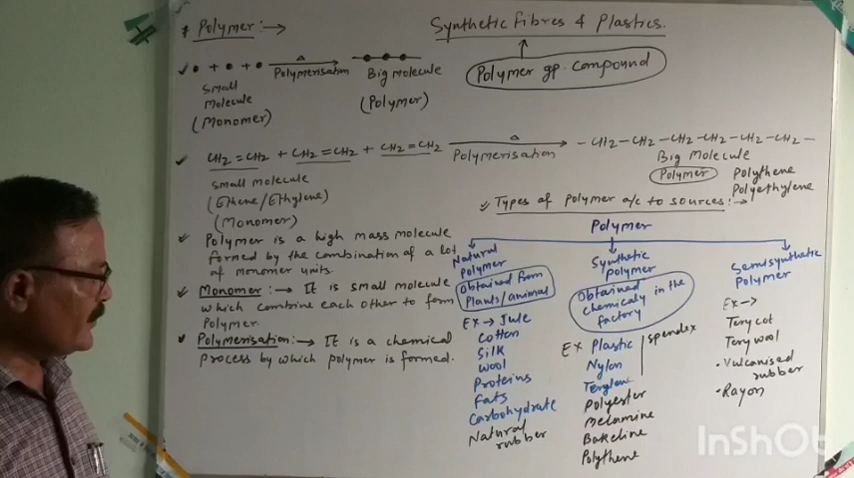 Synthetic Fibres & Plastics.
Polymer gp. compound
* Polymer :→
• + • + • △ Polymerisation
Small Molecule (Monomer)
Big Molecule (Polymer)
CH2 = CH2 + CH2 = CH2 + CH2 = CH2 △ Polymerisation - CH2 - CH2 - CH2 - CH2 - CH2 - CH2 -
small molecule
(Ethene/Ethylene)
(Monomer)
Big Molecule
Polymer
Polythene
Polyethylene
Polymer is a high mass molecule
formed by the combination of a lot
of monomer units.
Monomer :→ It is small molecule
which combine each other to form
Polymer.
Polymerisation :→ It is a chemical
process by which polymer is formed.
Types of Polymer a/c to sources :→
Polymer
Natural
Polymer
Obtained from
Plants/animal
Ex → Jute
Cotton
Silk
Wool
Proteins
Fats
Carbohydrate
Natural
rubber
Synthetic
polymer
Obtained
chemicaly in the
factory
Ex Plastic
spendex
Nylon
Terylene
Polyester
Melamine
Bakeline
Polythene
Semisynthetic
Polymer
Ex →
Terycot
Terywool
• Vulcanised
rubber
• Rayon
InShOt